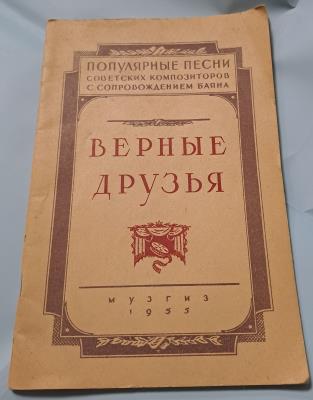 ПОПУЛЯРНЫЕ ПЕСНИ
СОВЕТСКИХ КОМПОЗИТОРОВ
С СОПРОВОЖДЕНИЕМ БАЯНА
ВЕРНЫЕ
ДРУЗЬЯ
МУЗГИЗ
1955